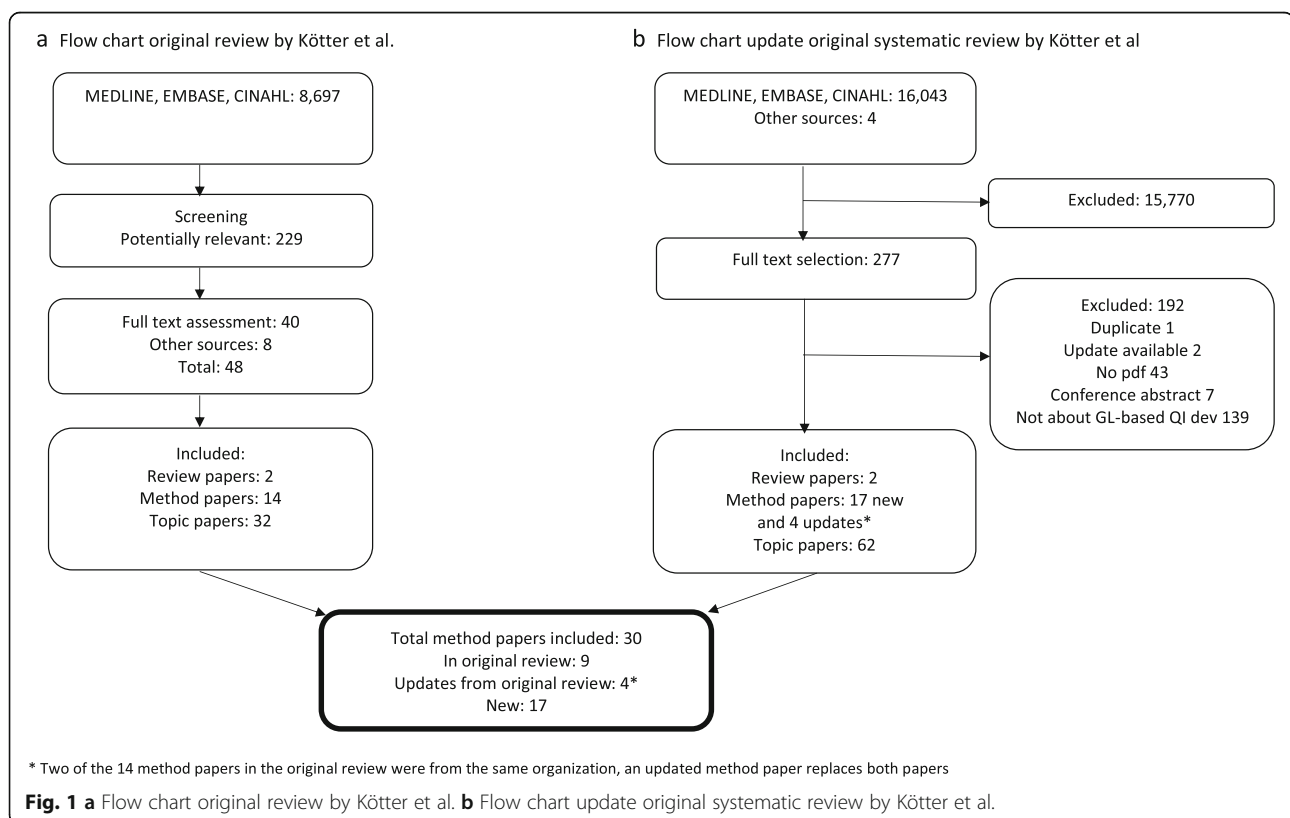 a Flow chart original review by Kötter et al.
MEDLINE, EMBASE, CINAHL: 8,697
Screening
Potentially relevant: 229
Full text assessment: 40
Other sources: 8
Total: 48
Included:
Review papers: 2
Method papers: 14
Topic papers: 32
b Flow chart update original systematic review by Kötter et al
MEDLINE, EMBASE, CINAHL: 16,043
Other sources: 4
Excluded: 15,770
Full text selection: 277
Excluded: 192
Duplicate 1
Update available 2
No pdf 43
Conference abstract 7
Not about GL-based QI dev 139
Included:
Review papers: 2
Method papers: 17 new
and 4 updates*
Topic papers: 62
Total method papers included: 30
In original review: 9
Updates from original review: 4*
New: 17
* Two of the 14 method papers in the original review were from the same organization, an updated method paper replaces both papers
Fig. 1 a Flow chart original review by Kötter et al. b Flow chart update original systematic review by Kötter et al.